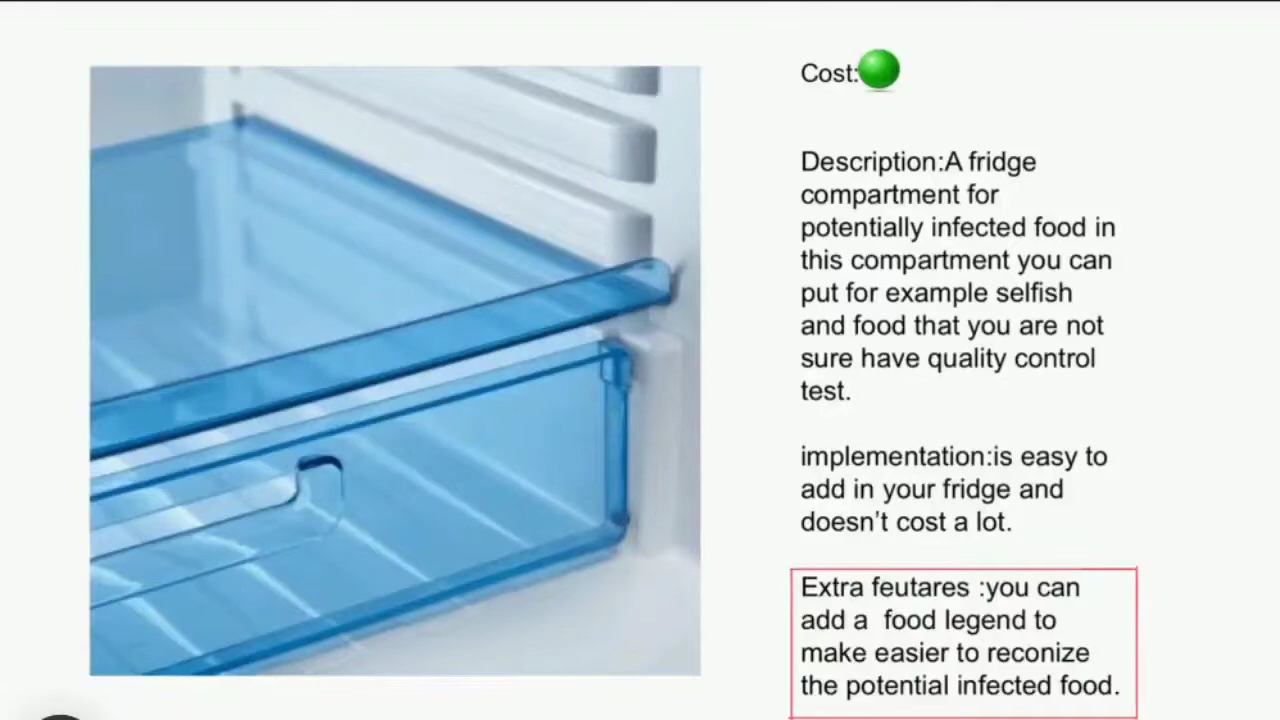 Cost:
Description:A fridge
compartment for
potentially infected food in
this compartment you can
put for example selfish
and food that you are not
sure have quality control
test.
implementation:is easy to
add in your fridge and
doesn't cost a lot.
Extra feutares :you can
add a  food legend to
make easier to reconize
the potential infected food.